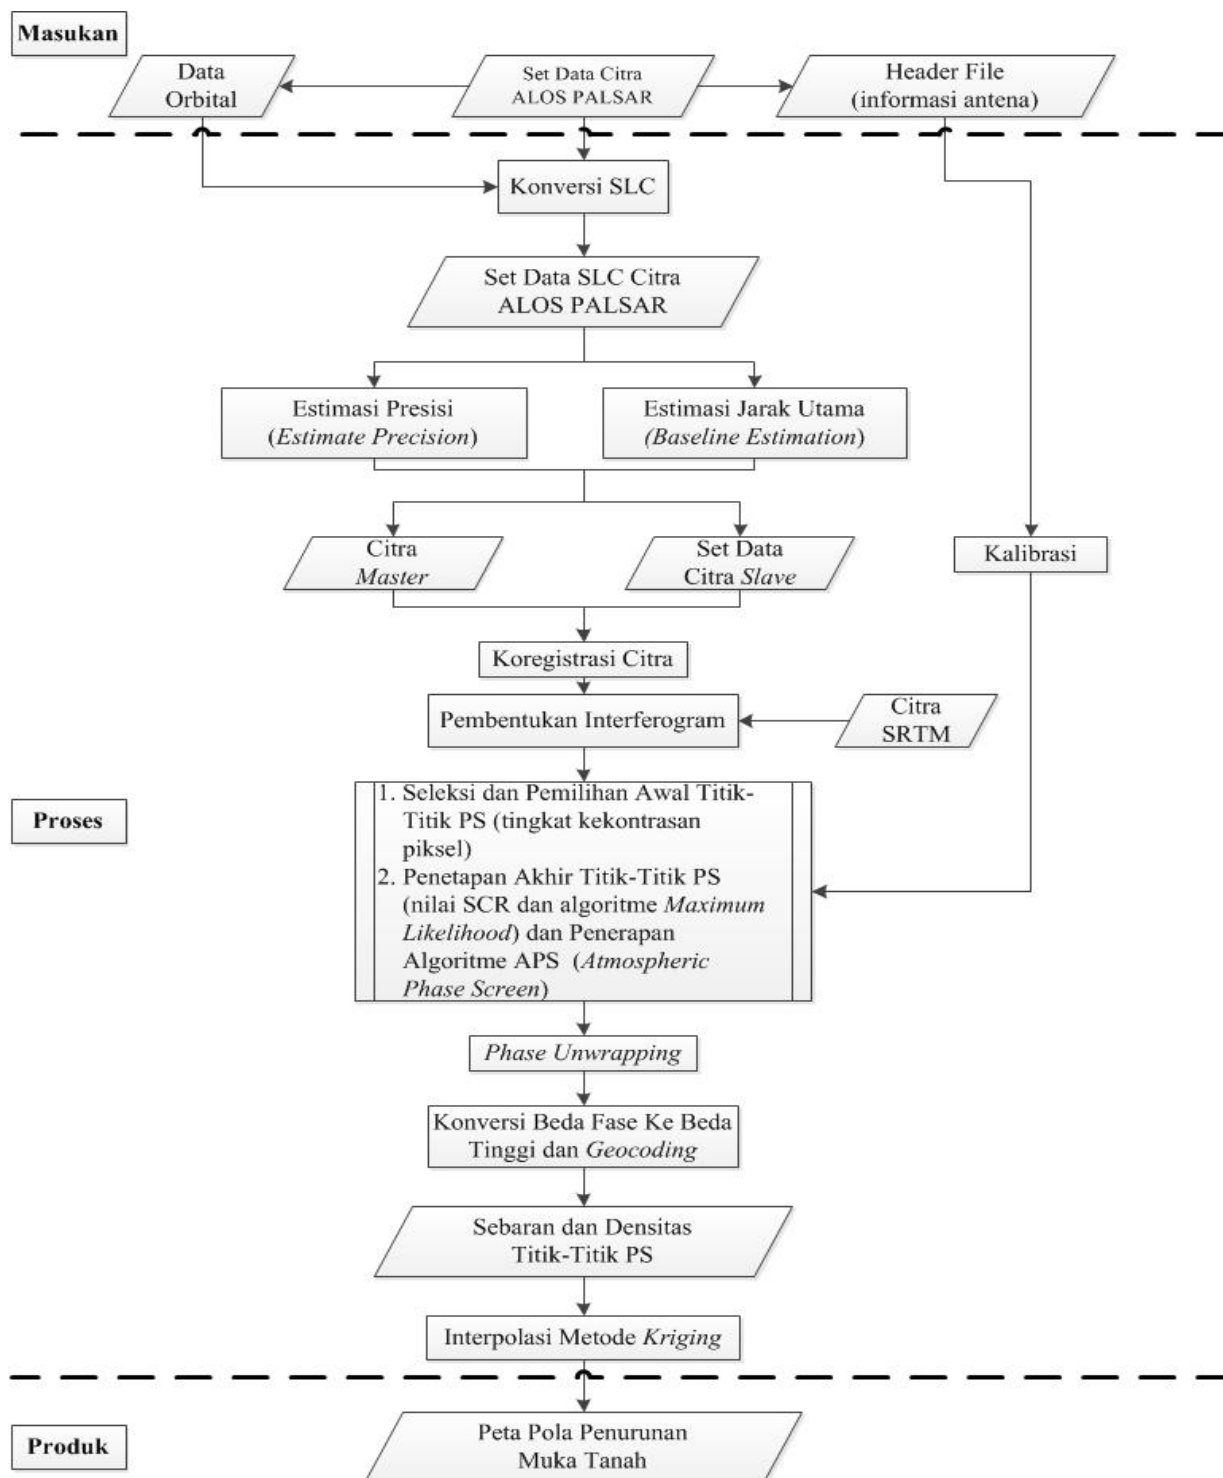 Masukan
Data
Orbital
Set Data Citra
ALOS PALSAR
Header File
(informasi antena)
Konversi SLC
Set Data SLC Citra
ALOS PALSAR
Estimasi Presisi
(Estimate Precision)
Estimasi Jarak Utama
(Baseline Estimation)
Citra
Master
Set Data
Citra Slave
Kalibrasi
Koregistrasi Citra
Pembentukan Interferogram
Citra
SRTM
Proses
1. Seleksi dan Pemilihan Awal Titik-
Titik PS (tingkat kekontrasan
piksel)
2. Penetapan Akhir Titik-Titik PS
(nilai SCR dan algoritme Maximum
Likelihood) dan Penerapan
Algoritme APS (Atmospheric
Phase Screen)
Phase Unwrapping
Konversi Beda Fase Ke Beda
Tinggi dan Geocoding
Sebaran dan Densitas
Titik-Titik PS
Interpolasi Metode Kriging
Produk
Peta Pola Penurunan
Muka Tanah